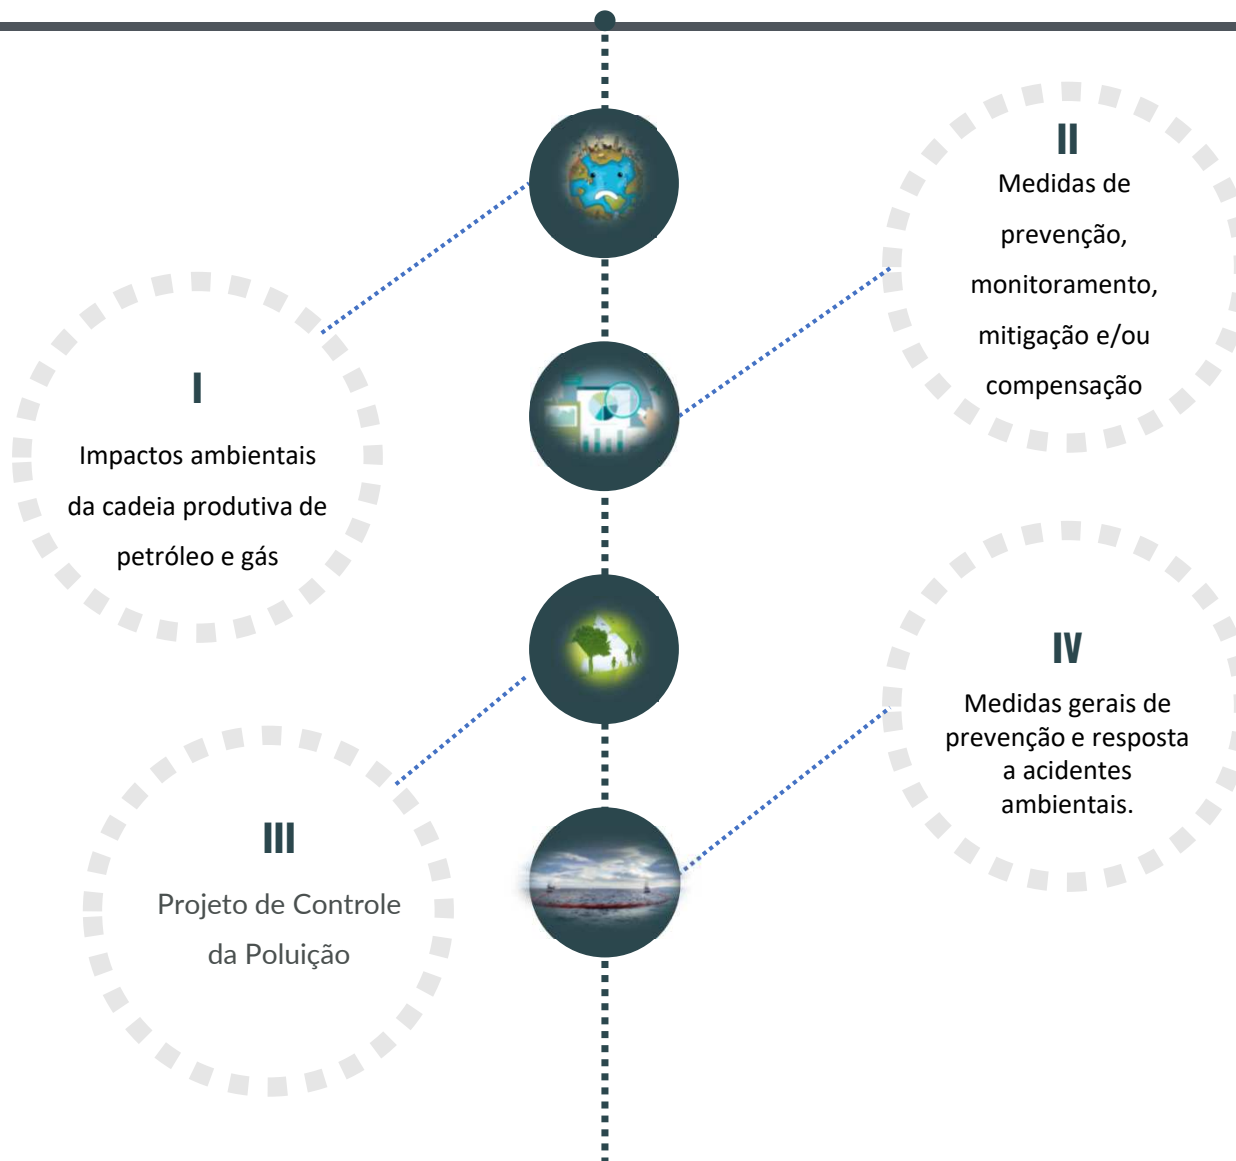 I
Impactos ambientais
da cadeia produtiva de
petróleo e gás
II
Medidas de
prevenção,
monitoramento,
mitigação e/ou
compensação
III
Projeto de Controle
da Poluição
IV
Medidas gerais de
prevenção e resposta
a acidentes
ambientais.